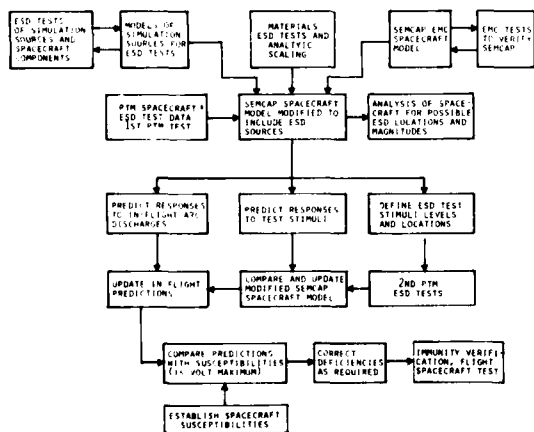 ESD TESTS
OF SIMULATION
SOURCES AND
SPACECRAFT
COMPONENTS
MODELS OF
SIMULATION
SOURCES FOR
ESD TESTS
MATERIALS
ESD TESTS AND
ANALYTIC
SCALING
SEMCAP EMC
SPACECRAFT
MODEL
EMC TESTS
TO VERIFY
SEMCAP
PTM SPACECRAFT
ESD TEST DATA
1ST PTM TEST
SEMCAP SPACECRAFT
MODEL MODIFIED TO
INCLUDE ESD
SOURCES
ANALYSIS OF SPACE-
CRAFT FOR POSSIBLE
ESD LOCATIONS AND
MAGNITUDES
PREDICT RESPONSES
TO IN-FLIGHT ARC
DISCHARGES
PREDICT RESPONSES
TO TEST STIMULI
DEFINE ESD TEST
STIMULI LEVELS
AND LOCATIONS
UPDATE IN FLIGHT
PREDICTIONS
COMPARE AND UPDATE
MODIFIED SEMCAP
SPACECRAFT MODEL
2ND PTM
ESD TESTS
COMPARE PREDICTIONS
WITH SUSCEPTIBILITIES
(15 VOLT MAXIMUM)
CORRECT
DEFICIENCIES
AS REQUIRED
IMMUNITY VERIFI-
CATION, FLIGHT
SPACECRAFT TEST
ESTABLISH SPACECRAFT
SUSCEPTIBILITIES